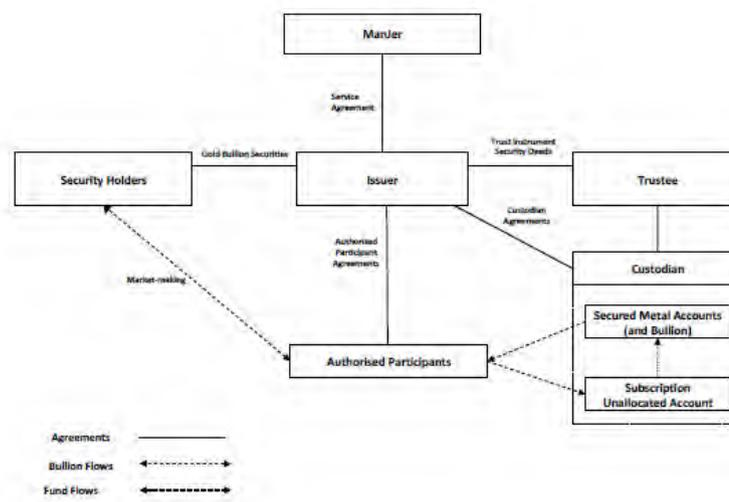 ManJer
Service
Agreement
Gold Bullion Securities
Trust Instrument
Security Deeds
Security Holders
Issuer
Trustee
Custodian
Agreements
Authorised
Participant
Agreements
Custodian
Market-making
Secured Metal Accounts
(and Bullion)
Authorised Participants
Subscription
Unallocated Account
Agreements
Bullion Flows
Fund Flows